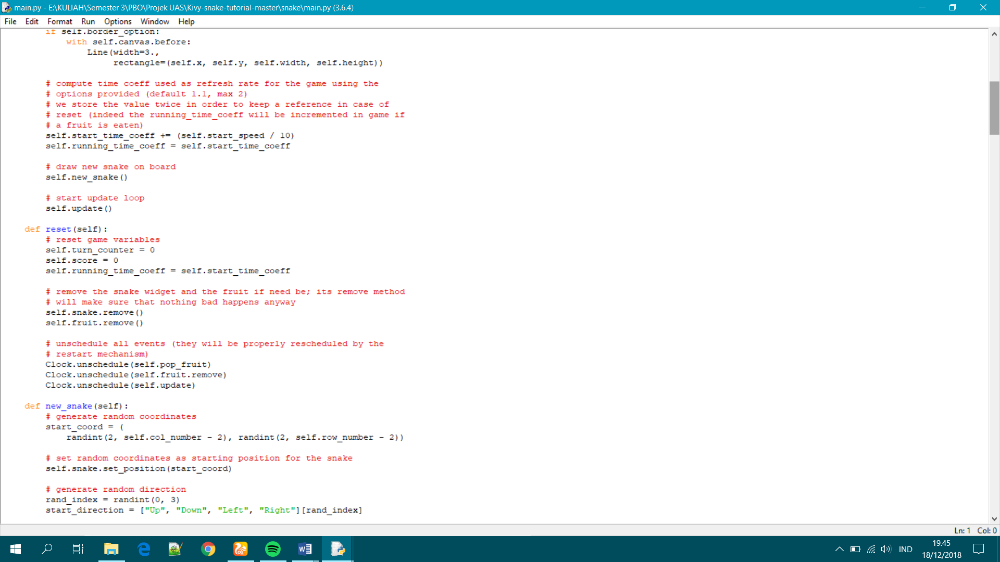 main.py - E:\KULIAH\Semester 3\PBO\Projek UAS\Kivy-snake-tutorial-master\snake\main.py (3.6.4)
File Edit Format Run Options Window Help
        if self.border_option:
            with self.canvas.before:
                Line(width=3.,
                     rectangle=(self.x, self.y, self.width, self.height))

        # compute time coeff used as refresh rate for the game using the
        # options provided (default 1.1, max 2)
        # we store the value twice in order to keep a reference in case of
        # reset (indeed the running_time_coeff will be incremented in game if
        # a fruit is eaten)
        self.start_time_coeff += (self.start_speed / 10)
        self.running_time_coeff = self.start_time_coeff

        # draw new snake on board
        self.new_snake()

        # start update loop
        self.update()

    def reset(self):
        # reset game variables
        self.turn_counter = 0
        self.score = 0
        self.running_time_coeff = self.start_time_coeff

        # remove the snake widget and the fruit if need be; its remove method
        # will make sure that nothing bad happens anyway
        self.snake.remove()
        self.fruit.remove()

        # unschedule all events (they will be properly rescheduled by the
        # restart mechanism)
        Clock.unschedule(self.pop_fruit)
        Clock.unschedule(self.fruit.remove)
        Clock.unschedule(self.update)

    def new_snake(self):
        # generate random coordinates
        start_coord = (
            randint(2, self.col_number - 2), randint(2, self.row_number - 2))

        # set random coordinates as starting position for the snake
        self.snake.set_position(start_coord)

        # generate random direction
        rand_index = randint(0, 3)
        start_direction = ["Up", "Down", "Left", "Right"][rand_index]
Ln: 1 Col: 0
IND
19.45
18/12/2018